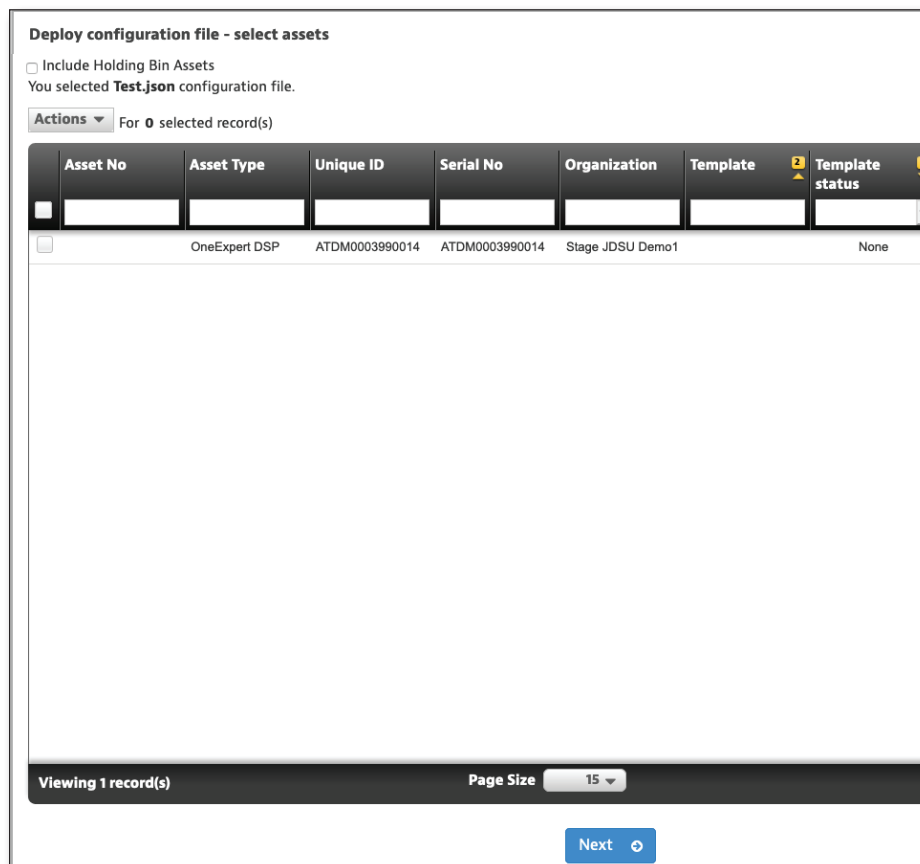 Deploy configuration file - select assets
Include Holding Bin Assets
You selected Test.json configuration file.
Actions For 0 selected record(s)
Asset No Asset Type Unique ID Serial No Organization Template 2 Template status
OneExpert DSP ATDM0003990014 ATDM0003990014 Stage JDSU Demo1 None
Viewing 1 record(s) Page Size 15
Next